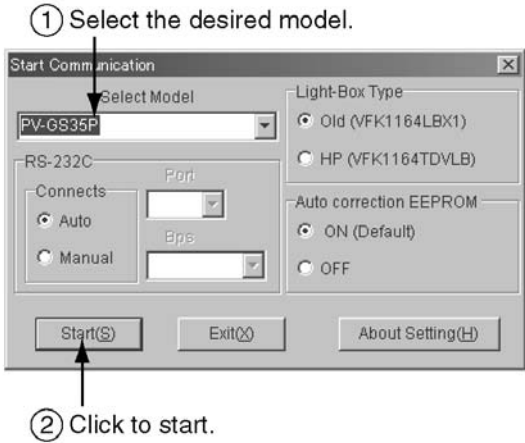 ① Select the desired model.
Start Communication
Select Model
PV-GS35P
Light-Box Type
Old (VFK1164LBX1)
HP (VFK1164TDVLB)
RS-232C
Connects
Auto
Manual
Port
Bps
Auto correction EEPROM
ON (Default)
OFF
Start(S)
Exit(X)
About Setting(H)
② Click to start.